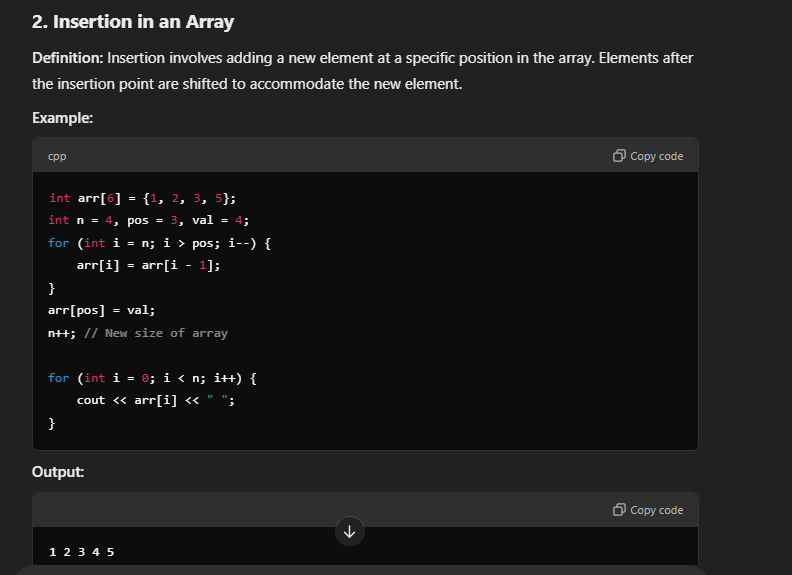 2. Insertion in an Array
Definition: Insertion involves adding a new element at a specific position in the array. Elements after
the insertion point are shifted to accommodate the new element.
Example:
cpp
Copy code
int arr[6] = {1, 2, 3, 5};
int n = 4, pos = 3, val = 4;
for (int i = n; i > pos; i--) {
    arr[i] = arr[i - 1];
}
arr[pos] = val;
n++; // New size of array
for (int i = 0; i < n; i++) {
    cout << arr[i] << " ";
}
Output:
Copy code
1 2 3 4 5